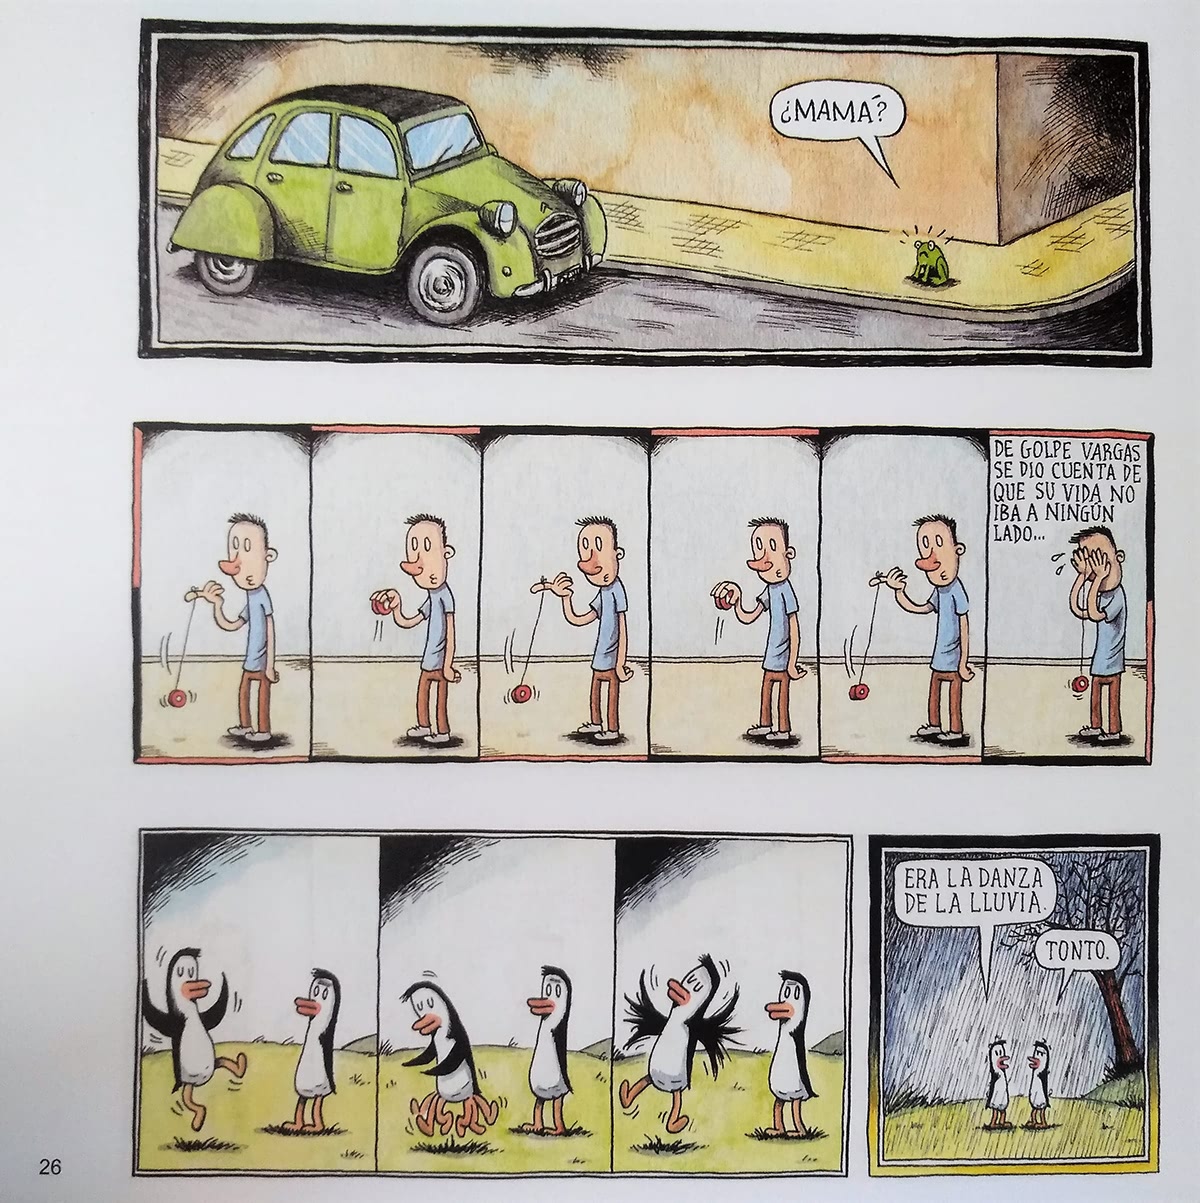 ¿MAMÁ?
DE GOLPE VARGAS
SE DIO CUENTA DE
QUE SU VIDA NO
IBA A NINGÚN
LADO...
ERA LA DANZA
DE LA LLUVIA.
TONTO.
26